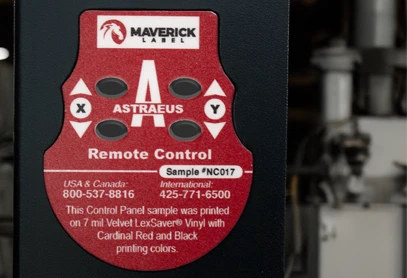 MAVERICK
LABEL
A
ASTRAEUS
X
Y
Remote Control
Sample #NC017
USA & Canada: International:
800-537-8816 425-771-6500
This Control Panel sample was printed
on 7 mil Velvet LexSaver® Vinyl with
Cardinal Red and Black
printing colors.